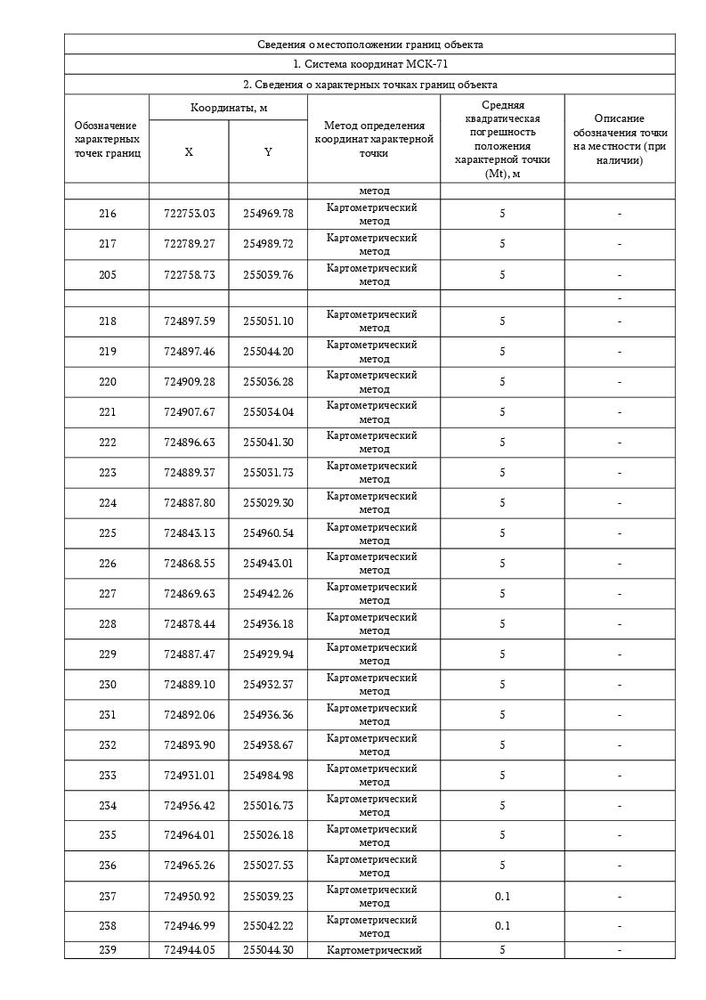 Сведения о местоположении границ объекта
1. Система координат МСК-71
2. Сведения о характерных точках границ объекта
Обозначение
характерных
точек границ
Координаты, м
X
Y
Метод определения
координат характерной
точки
Средняя
квадратическая
погрешность
положения
характерной точки
(Mt), м
Описание
обозначения точки
на местности (при
наличии)
метод
216 722753.03 254969.78 Картометрический
метод 5 -
217 722789.27 254989.72 Картометрический
метод 5 -
205 722758.73 255039.76 Картометрический
метод 5 -
-
218 724897.59 255051.10 Картометрический
метод 5 -
219 724897.46 255044.20 Картометрический
метод 5 -
220 724909.28 255036.28 Картометрический
метод 5 -
221 724907.67 255034.04 Картометрический
метод 5 -
222 724896.63 255041.30 Картометрический
метод 5 -
223 724889.37 255031.73 Картометрический
метод 5 -
224 724887.80 255029.30 Картометрический
метод 5 -
225 724843.13 254960.54 Картометрический
метод 5 -
226 724868.55 254943.01 Картометрический
метод 5 -
227 724869.63 254942.26 Картометрический
метод 5 -
228 724878.44 254936.18 Картометрический
метод 5 -
229 724887.47 254929.94 Картометрический
метод 5 -
230 724889.10 254932.37 Картометрический
метод 5 -
231 724892.06 254936.36 Картометрический
метод 5 -
232 724893.90 254938.67 Картометрический
метод 5 -
233 724931.01 254984.98 Картометрический
метод 5 -
234 724956.42 255016.73 Картометрический
метод 5 -
235 724964.01 255026.18 Картометрический
метод 5 -
236 724965.26 255027.53 Картометрический
метод 5 -
237 724950.92 255039.23 Картометрический
метод 0.1 -
238 724946.99 255042.22 Картометрический
метод 0.1 -
239 724944.05 255044.30 Картометрический 5 -